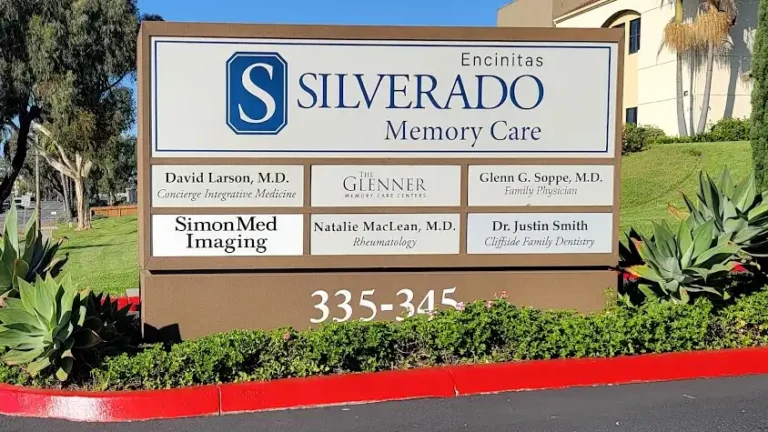 Encinitas
S SILVERADO
Memory Care
David Larson, M.D.
Concierge Integrative Medicine
THE
GLENNER
MEMORY CARE CENTERS
Glenn G. Soppe, M.D.
Family Physician
SimonMed
Imaging
Natalie MacLean, M.D.
Rheumatology
Dr. Justin Smith
Cliffside Family Dentistry
335-345